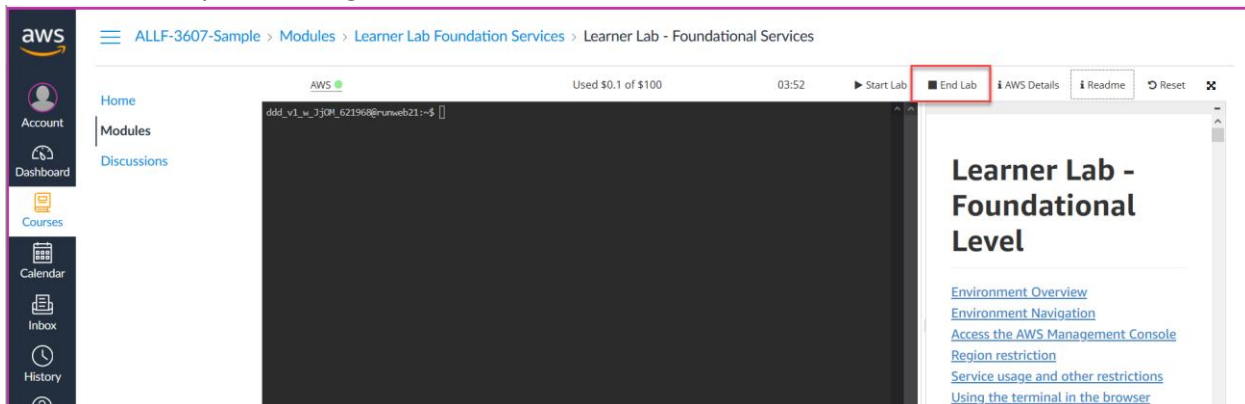 aws
ALLF-3607-Sample > Modules > Learner Lab Foundation Services > Learner Lab - Foundational Services
AWS
Used $0.1 of $100
03:52
Start Lab
End Lab
AWS Details
Readme
Reset
Account
Dashboard
Courses
Calendar
Inbox
History
Home
Modules
Discussions
ddd_v1_w_JjOM_621968@runweb21:~$ []
Learner Lab -
Foundational
Level
Environment Overview
Environment Navigation
Access the AWS Management Console
Region restriction
Service usage and other restrictions
Using the terminal in the browser